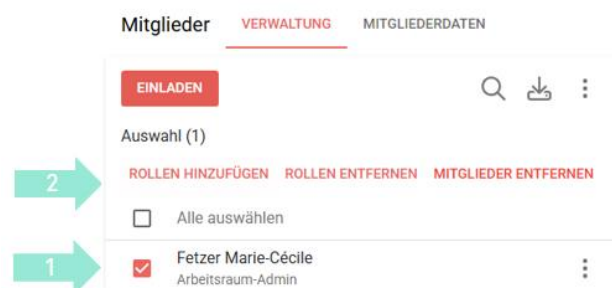 Mitglieder VERWALTUNG MITGLIEDERDATEN
EINLADEN
Auswahl (1)
2 ROLLEN HINZUFÜGEN ROLLEN ENTFERNEN MITGLIEDER ENTFERNEN
Alle auswählen
Fetzer Marie-Cécile
1
Arbeitsraum-Admin